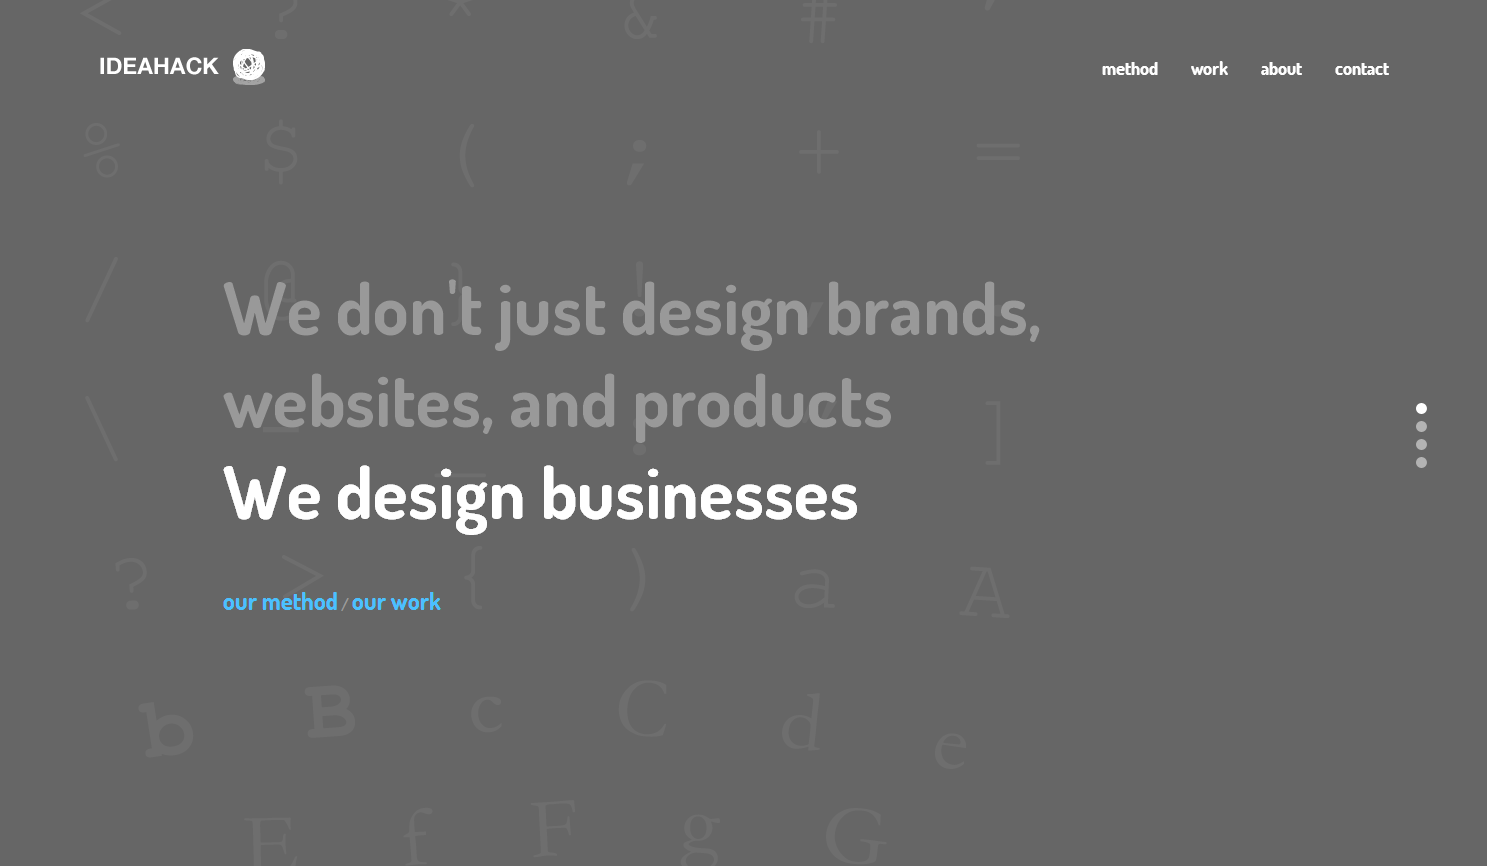 < ? * & # '
IDEAHACK
method work about contact
% $ ( ; + =
We don't just design brands,
websites, and products
We design businesses
? > { ) a A
our method / our work
b B c C d e
E f F g G